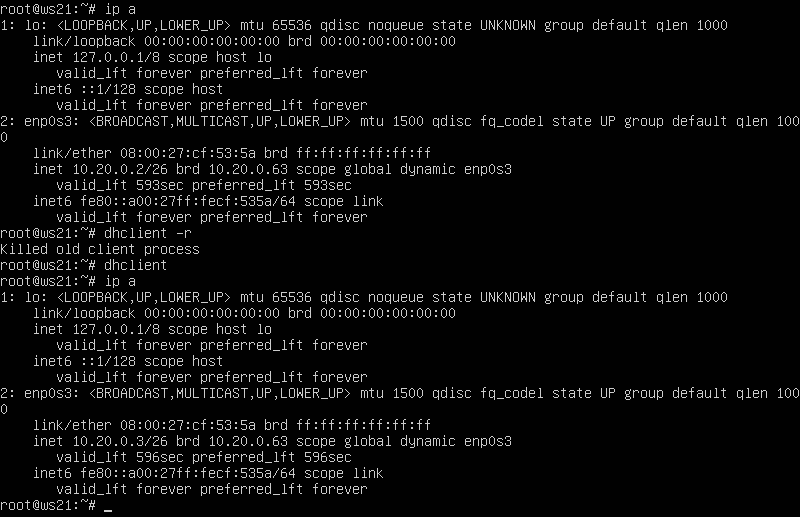 root@ws21:~# ip a
1: lo: <LOOPBACK,UP,LOWER_UP> mtu 65536 qdisc noqueue state UNKNOWN group default qlen 1000
    link/loopback 00:00:00:00:00:00 brd 00:00:00:00:00:00
    inet 127.0.0.1/8 scope host lo
       valid_lft forever preferred_lft forever
    inet6 ::1/128 scope host
       valid_lft forever preferred_lft forever
2: enp0s3: <BROADCAST,MULTICAST,UP,LOWER_UP> mtu 1500 qdisc fq_codel state UP group default qlen 100
0
    link/ether 08:00:27:cf:53:5a brd ff:ff:ff:ff:ff:ff
    inet 10.20.0.2/26 brd 10.20.0.63 scope global dynamic enp0s3
       valid_lft 593sec preferred_lft 593sec
    inet6 fe80::a00:27ff:fecf:535a/64 scope link
       valid_lft forever preferred_lft forever
root@ws21:~# dhclient -r
Killed old client process
root@ws21:~# dhclient
root@ws21:~# ip a
1: lo: <LOOPBACK,UP,LOWER_UP> mtu 65536 qdisc noqueue state UNKNOWN group default qlen 1000
    link/loopback 00:00:00:00:00:00 brd 00:00:00:00:00:00
    inet 127.0.0.1/8 scope host lo
       valid_lft forever preferred_lft forever
    inet6 ::1/128 scope host
       valid_lft forever preferred_lft forever
2: enp0s3: <BROADCAST,MULTICAST,UP,LOWER_UP> mtu 1500 qdisc fq_codel state UP group default qlen 100
0
    link/ether 08:00:27:cf:53:5a brd ff:ff:ff:ff:ff:ff
    inet 10.20.0.3/26 brd 10.20.0.63 scope global dynamic enp0s3
       valid_lft 596sec preferred_lft 596sec
    inet6 fe80::a00:27ff:fecf:535a/64 scope link
       valid_lft forever preferred_lft forever
root@ws21:~# _